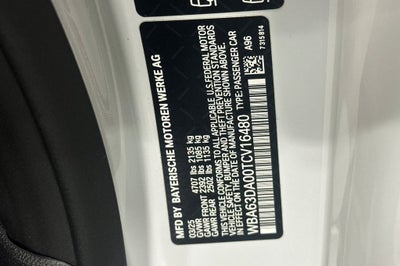 MFD BY BAYERISCHE MOTOREN WERKE AG
03/25
GVWR 4707 lbs 2135 kg
GAWR FRONT 2392 lbs 1085 kg
GAWR REAR 2502 lbs 1135 kg
THIS VEHICLE CONFORMS TO ALL APPLICABLE U.S. FEDERAL MOTOR
VEHICLE SAFETY, BUMPER, AND THEFT PREVENTION STANDARDS
IN EFFECT ON THE DATE OF MANUFACTURE SHOWN ABOVE.
WBA63DA00TCV16480 TYPE: PASSENGER CAR
A96
7315814